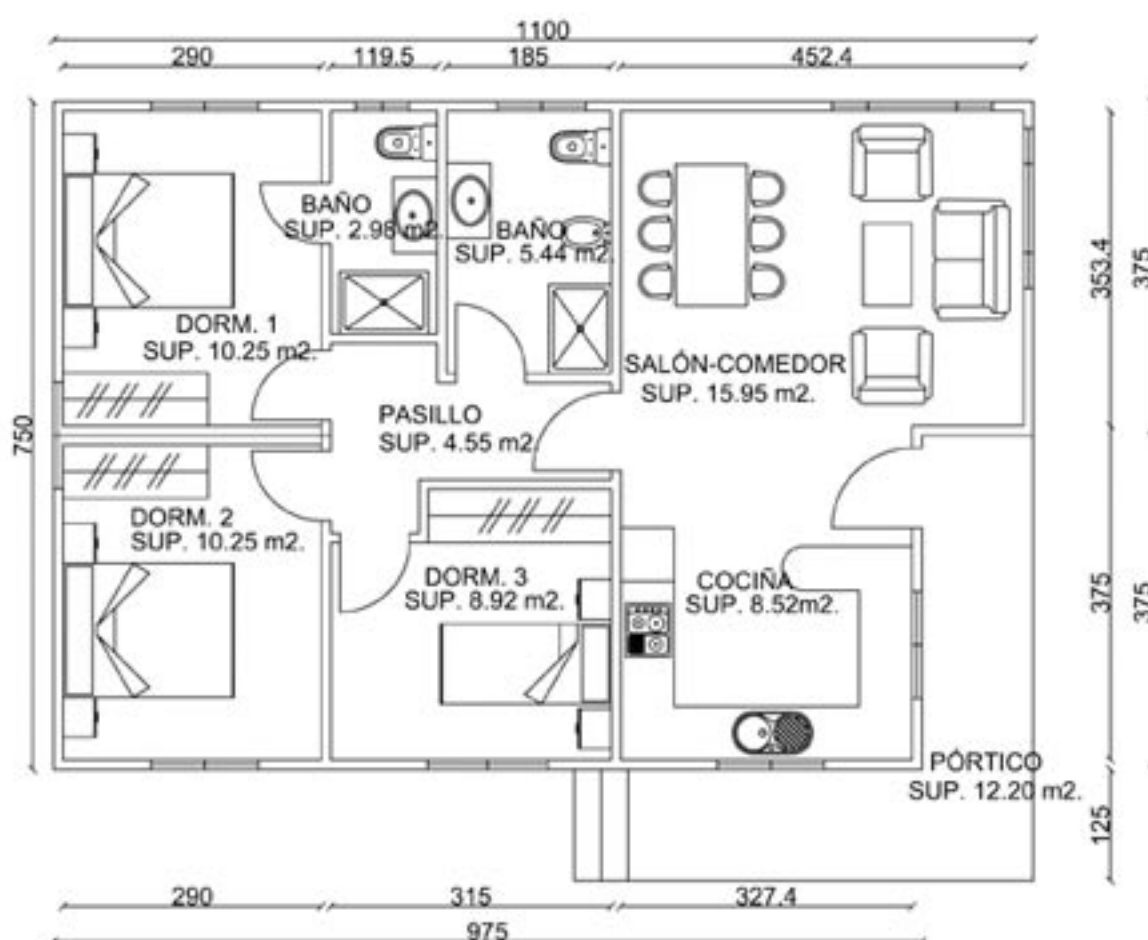 1100
290
119.5
185
452.4
BAÑO
SUP. 2.98 m2.
BAÑO
SUP. 5.44 m2.
353.4
375
DORM. 1
SUP. 10.25 m2.
SALÓN-COMEDOR
SUP. 15.95 m2.
PASILLO
SUP. 4.55 m2.
750
DORM. 2
SUP. 10.25 m2.
DORM. 3
SUP. 8.92 m2.
COCIÑA
SUP. 8.52m2.
375
375
PÓRTICO
SUP. 12.20 m2.
125
290
315
327.4
975